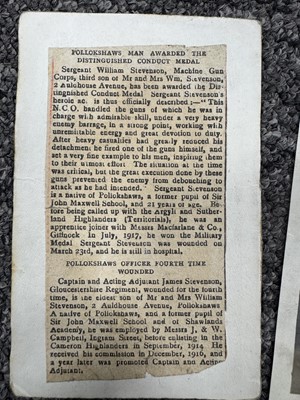 POLLOKSHAWS MAN AWARDED THE
DISTINGUISHED CONDUCT MEDAL
Sergeant William Stevenson, Machine Gun
Corps, third son of Mr and Mrs Wm. Stevenson,
2 Auldhouse Avenue, has been awarded the Dis-
tinguished Conduct Medal Sergeant Stevenson's
heroic act is thus officially described:—"This
N.C.O. handled the guns of which he was in
charge with admirable skill, under a very heavy
enemy barrage, in a strong point, working with
unremittable energy and great devotion to duty.
After heavy casualties had greatly reduced his
detachment he fired one of the guns himself, and
set a very fine example to his men, inspiring them
to their utmost effort The situation at the time
was critical, but the great execution done by these
guns prevented the enemy from debouching to
attack as he had intended." Sergeant Stevenson
is a native of Pollokshaws, a former pupil of Sir
John Maxwell School, and 21 years of age. Be-
fore being called up with the Argyll and Suther-
land Highlanders (Territorials), he was an
apprentice joiner with Messrs Macfarlane & Co.,
Giffnock In July, 1917, he won the Military
Medal Sergeant Stevenson was wounded on
March 23rd, and he is still in hospital.
POLLOKSHAWS OFFICER FOURTH TIME
WOUNDED
Captain and Acting Adjutant James Stevenson,
Gloucestershire Regiment, wounded for the fourth
time, is the eldest son of Mr and Mrs William
Stevenson, 2 Auldhouse Avenue, Pollokshaws
A native of Pollokshaws, and a former pupil of
Sir John Maxwell School and of Shawlands
Academy, he was employed by Messrs J. & W.
Campbell, Ingram Street, before enlisting in the
Cameron Highlanders in September, 1914. He
received his commission in December, 1916, and
a year later was promoted Captain and Acting
Adjutant.